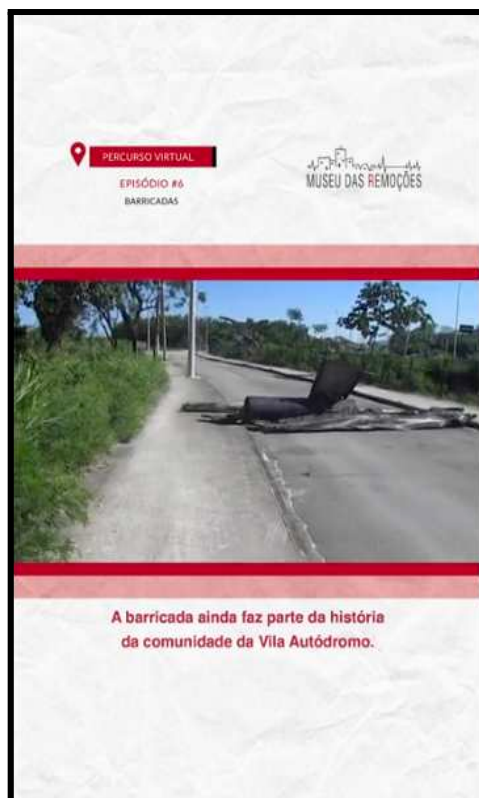 PERCURSO VIRTUAL
EPISÓDIO #6
BARRICADAS
MUSEU DAS REMOÇÕES
A barricada ainda faz parte da história
da comunidade da Vila Autódromo.